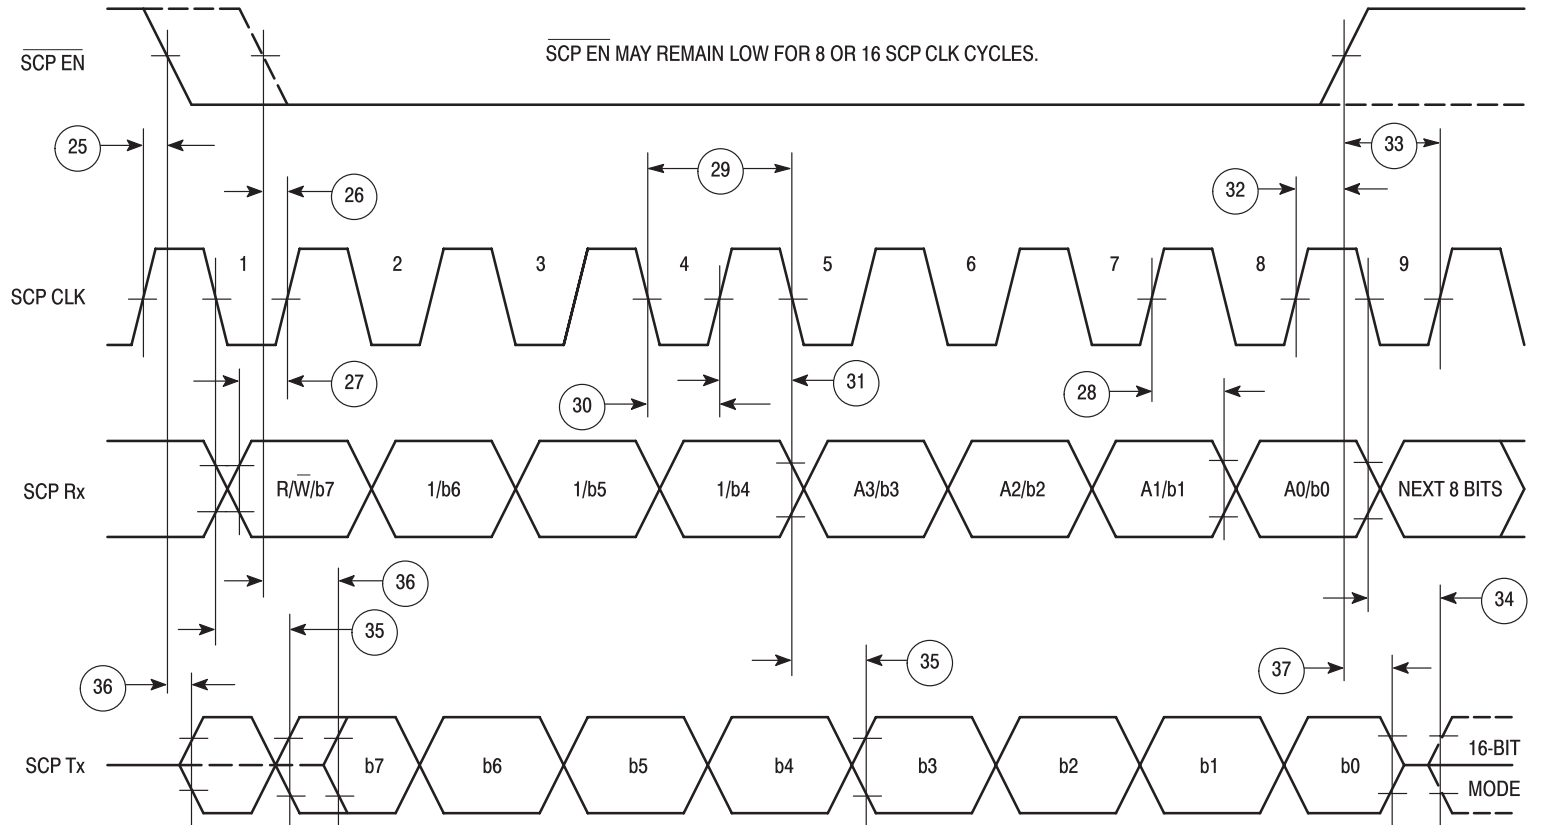 SCP EN
SCP EN MAY REMAIN LOW FOR 8 OR 16 SCP CLK CYCLES.
25
33
29
26
32
1 2 3 4 5 6 7 8 9
SCP CLK
27
31
28
30
SCP Rx
R/W/b7 1/b6 1/b5 1/b4 A3/b3 A2/b2 A1/b1 A0/b0 NEXT 8 BITS
36
34
35
35
37
36
SCP Tx
b7 b6 b5 b4 b3 b2 b1 b0
16-BIT
MODE